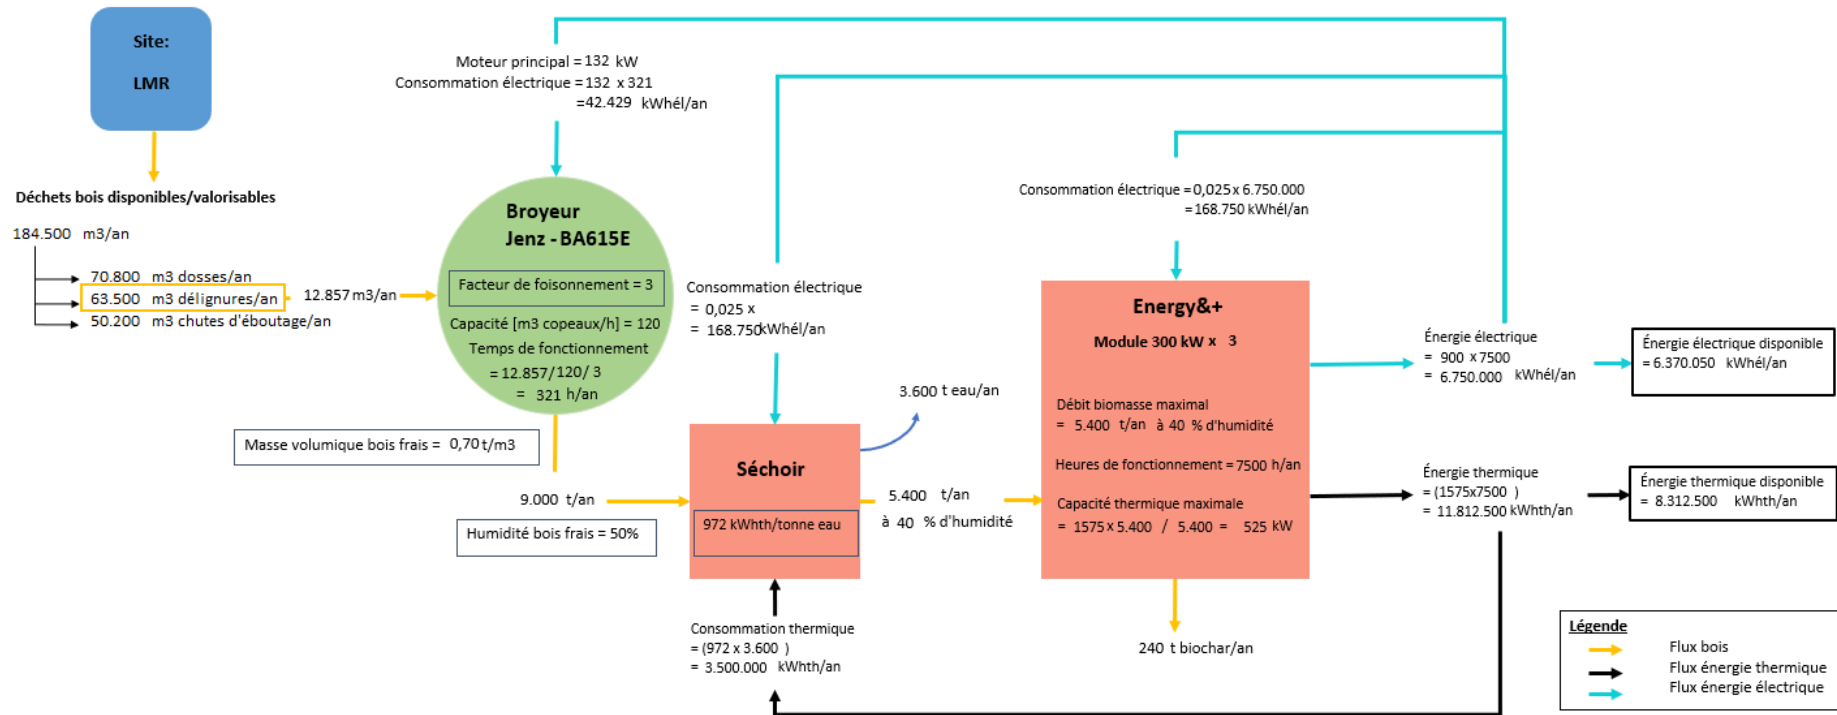 Site:
LMR
Déchets bois disponibles/valorisables
184.500 m3/an
70.800 m3 dosses/an
63.500 m3 délignures/an
50.200 m3 chutes d'éboutage/an
12.857 m3/an
Moteur principal = 132 kW
Consommation électrique = 132 x 321
=42.429 kWhél/an
Broyeur
Jenz - BA615E
Facteur de foisonnement = 3
Capacité [m3 copeaux/h] = 120
Temps de fonctionnement
= 12.857/120/ 3
= 321 h/an
Masse volumique bois frais = 0,70 t/m3
9.000 t/an
Humidité bois frais = 50%
Consommation électrique
= 0,025 x
= 168.750 kWhél/an
3.600 t eau/an
Séchoir
972 kWhth/tonne eau
5.400 t/an
à 40 % d'humidité
Consommation thermique
= (972 x 3.600 )
= 3.500.000 kWhth/an
Consommation électrique = 0,025 x 6.750.000
= 168.750 kWhél/an
Energy&+
Module 300 kW x 3
Débit biomasse maximal
= 5.400 t/an à 40 % d'humidité
Heures de fonctionnement = 7500 h/an
Capacité thermique maximale
= 1575 x 5.400 / 5.400 = 525 kW
240 t biochar/an
Énergie électrique
= 900 x 7500
= 6.750.000 kWhél/an
Énergie électrique disponible
= 6.370.050 kWhél/an
Énergie thermique
= (1575x7500 )
= 11.812.500 kWhth/an
Énergie thermique disponible
= 8.312.500 kWhth/an
Légende
Flux bois
Flux énergie thermique
Flux énergie électrique